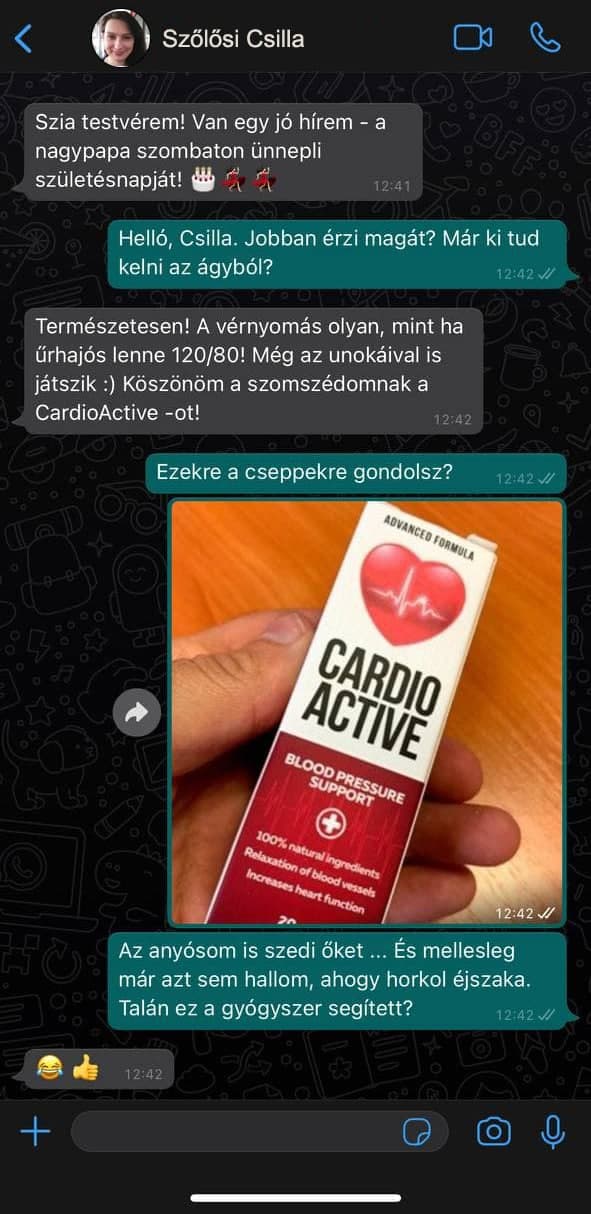 Szőlősi Csilla
Szia testvérem! Van egy jó hírem - a
nagypapa szombaton ünnepli
születésnapját! 🎂💃💃
12:41
Helló, Csilla. Jobban érzi magát? Már ki tud
kelni az ágyból?
12:42
Természetesen! A vérnyomás olyan, mint ha
űrhajós lenne 120/80! Még az unokáival is
játszik :) Köszönöm a szomszédomnak a
CardioActive -ot!
12:42
Ezekre a cseppekre gondolsz?
12:42
ADVANCED FORMULA
CARDIO
ACTIVE
BLOOD PRESSURE
SUPPORT
100% natural ingredients
Relaxation of blood vessels
Increases heart function
12:42
Az anyósom is szedi őket ... És mellesleg
már azt sem hallom, ahogy horkol éjszaka.
Talán ez a gyógyszer segített?
12:42
😂👍
12:42